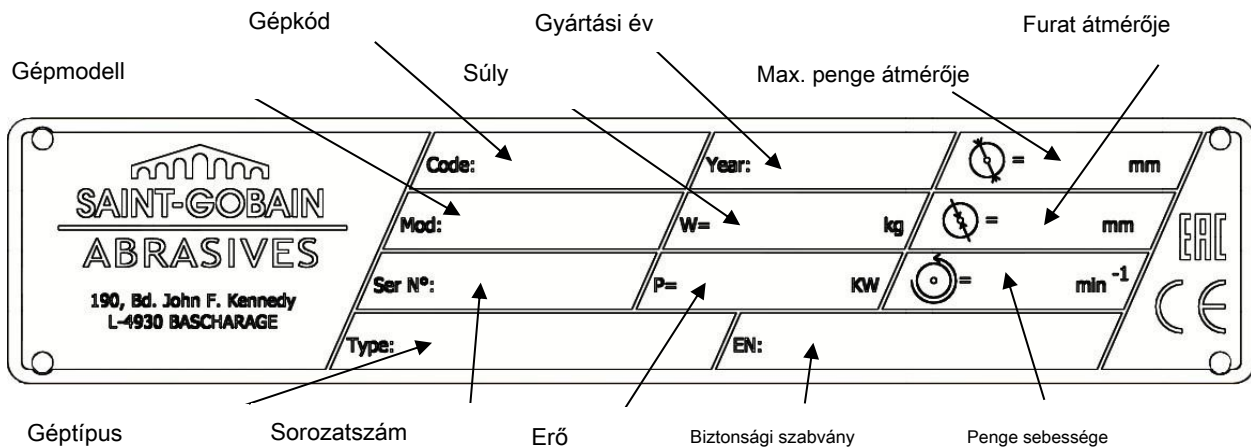 Gépkód
Gyártási év
Furat átmérője
Gépmodell
Súly
Max. penge átmérője
SAINT-GOBAIN
ABRASIVES
190, Bd. John F. Kennedy
L-4930 BASCHARAGE
Code:
Year:
= mm
Mod:
W= kg
= mm
Ser N°:
P= KW
= min -1
Type:
EN:
EAC
CE
Géptípus
Sorozatszám
Erő
Biztonsági szabvány
Penge sebessége